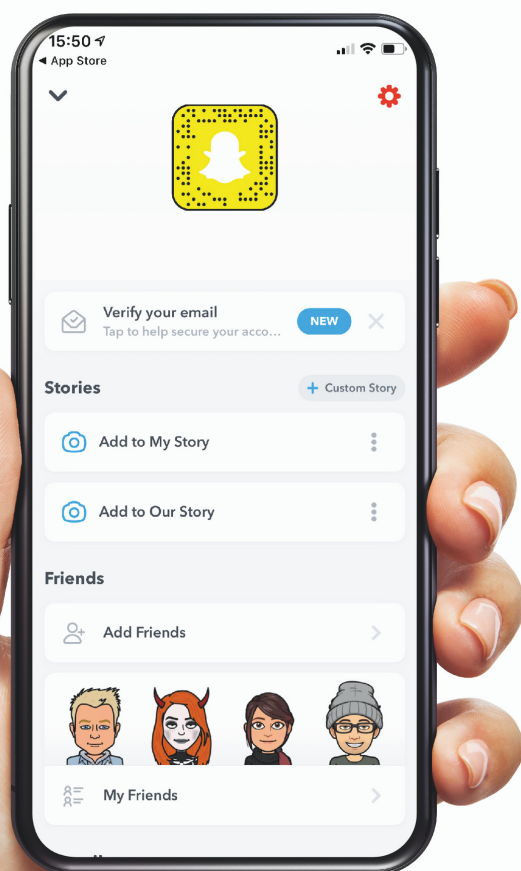 15:50
App Store
Verify your email
Tap to help secure your acco...
NEW
Stories
+ Custom Story
Add to My Story
Add to Our Story
Friends
Add Friends
My Friends